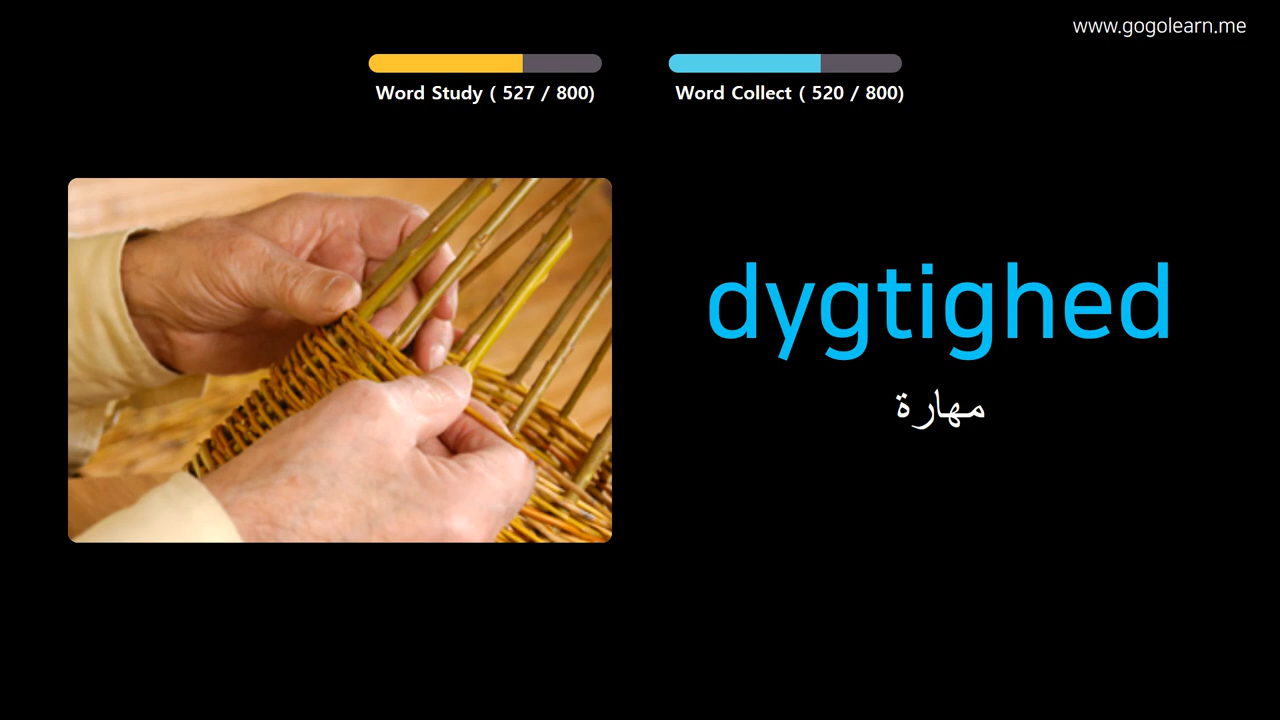 www.gogolearn.me
Word Study ( 527 / 800)
Word Collect ( 520 / 800)
dygtighed
مهارة